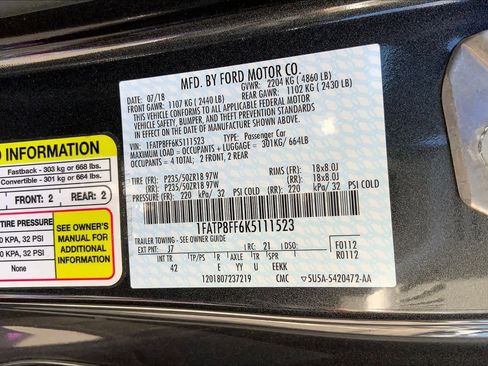 MFD. BY FORD MOTOR CO.
DATE: 07/18 GVWR: 2204 KG ( 4860 LB)
FRONT GAWR: 1107 KG ( 2440 LB) REAR GAWR: 1102 KG ( 2430 LB)
THIS VEHICLE CONFORMS TO ALL APPLICABLE FEDERAL MOTOR
VEHICLE SAFETY, BUMPER, AND THEFT PREVENTION STANDARDS
IN EFFECT ON THE DATE OF MANUFACTURE SHOWN ABOVE.
VIN: 1FATP8FF6K5111523 TYPE: Passenger Car
MAXIMUM LOAD = OCCUPANTS + LUGGAGE = 301KG / 664LB
OCCUPANTS = 4 TOTAL; 2 FRONT, 2 REAR
TIRE (FR): P235/50ZR18 97W RIMS (FR): 18x8.0J
(RR): P235/50ZR18 97W (RR): 18x8.0J
PRESSURE (FR): 220 kPa/ 32 PSI COLD (RR): 220 kPa/ 32 PSI COLD
1FATP8FF6K5111523
TRAILER TOWING - SEE OWNERS GUIDE
EXT PNT: J7 RC: 21 DSO: F0112
R0112
INT TR TP/PS R AXLE TR SPR
42 E YY U EEKK
1201807237219 CMC 5U5A-5420472-AA
D INFORMATION
Fastback - 303 kg or 668 lbs.
Convertible - 301 kg or 664 lbs.
FRONT: 2 REAR: 2
TIRE PRESSURE
0 KPA, 32 PSI
0 KPA, 32 PSI
None
SEE OWNER'S
MANUAL FOR
ADDITIONAL
INFORMATION